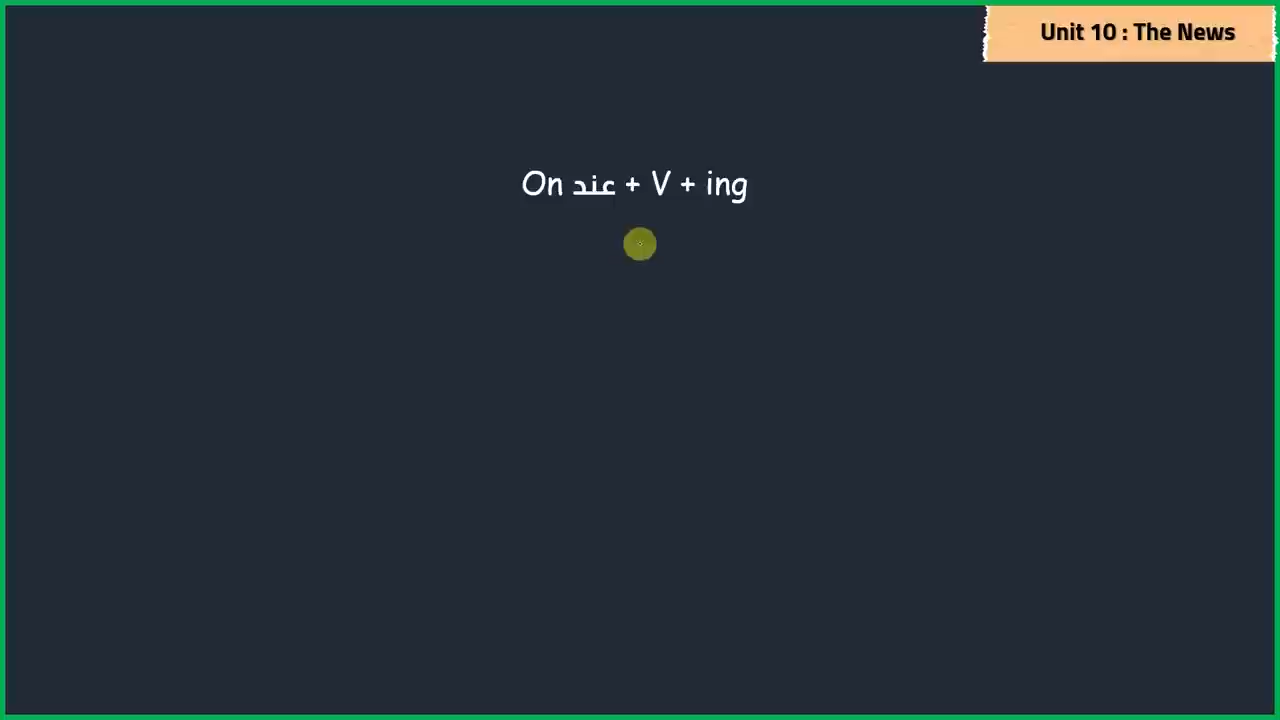 Unit 10 : The News
On عند + V + ing